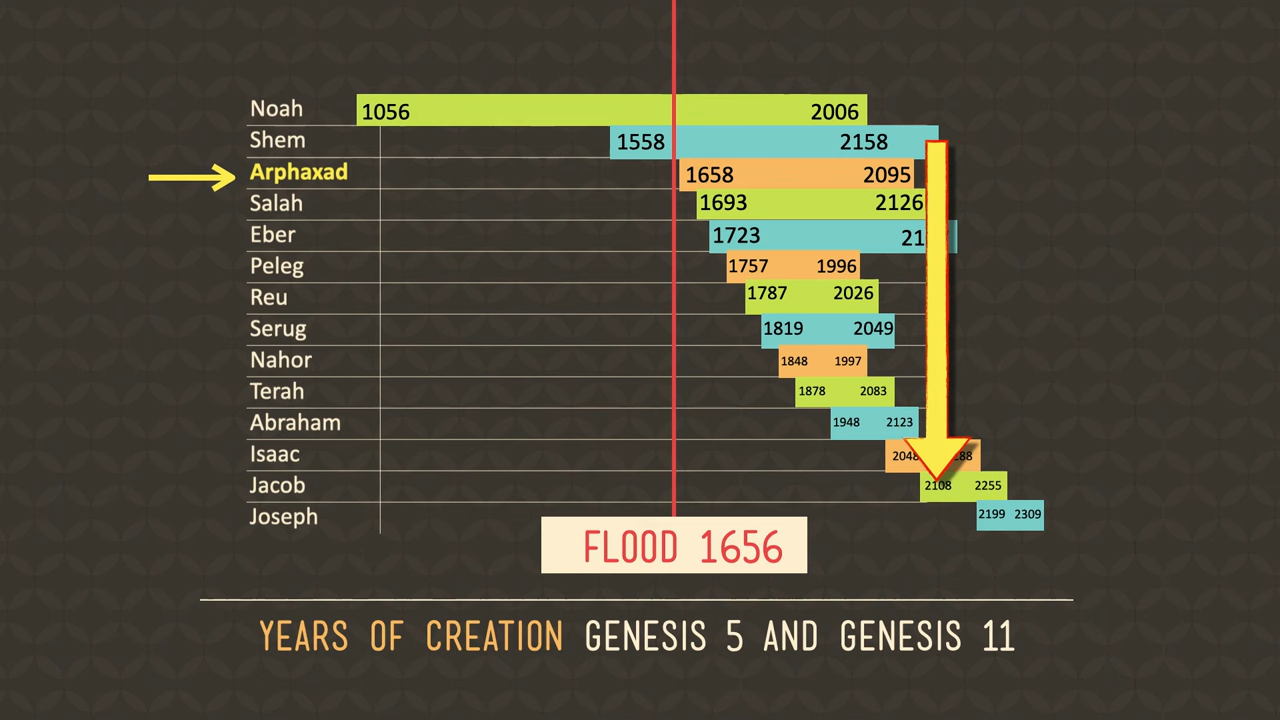 Noah 1056 2006
Shem 1558 2158
Arphaxad 1658 2095
Salah 1693 2126
Eber 1723 21
Peleg 1757 1996
Reu 1787 2026
Serug 1819 2049
Nahor 1848 1997
Terah 1878 2083
Abraham 1948 2123
Isaac 2048 88
Jacob 2108 2255
Joseph 2199 2309
FLOOD 1656
YEARS OF CREATION GENESIS 5 AND GENESIS 11